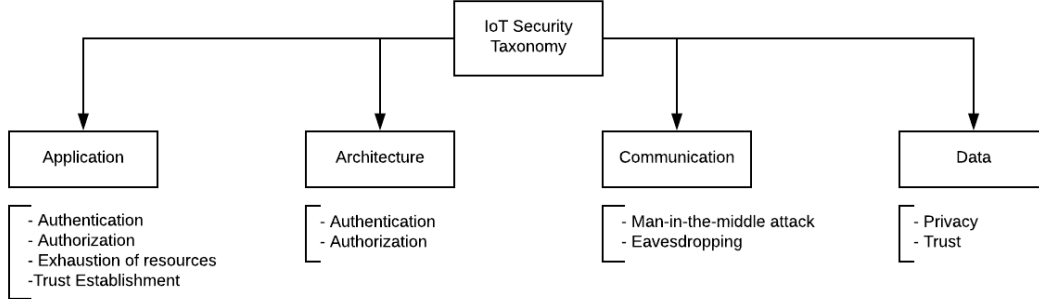 IoT Security
Taxonomy
Application
Architecture
Communication
Data
- Authentication
- Authorization
- Exhaustion of resources
-Trust Establishment
- Authentication
- Authorization
- Man-in-the-middle attack
- Eavesdropping
- Privacy
- Trust